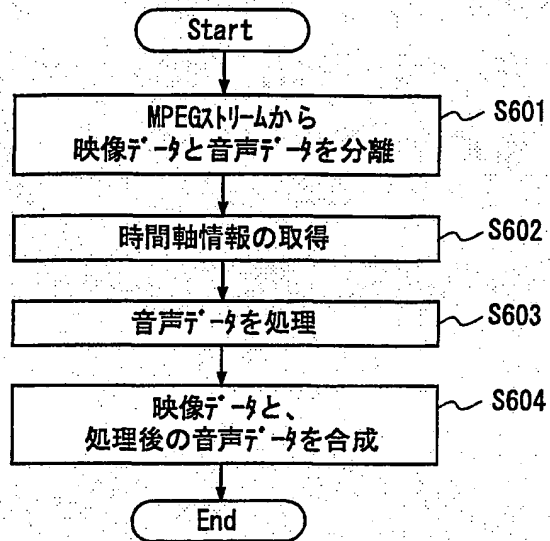 Start
MPEGｽﾄﾘｰﾑから
映像ﾃﾞｰﾀと音声ﾃﾞｰﾀを分離
S601
時間軸情報の取得
S602
音声ﾃﾞｰﾀを処理
S603
映像ﾃﾞｰﾀと、
処理後の音声ﾃﾞｰﾀを合成
S604
End